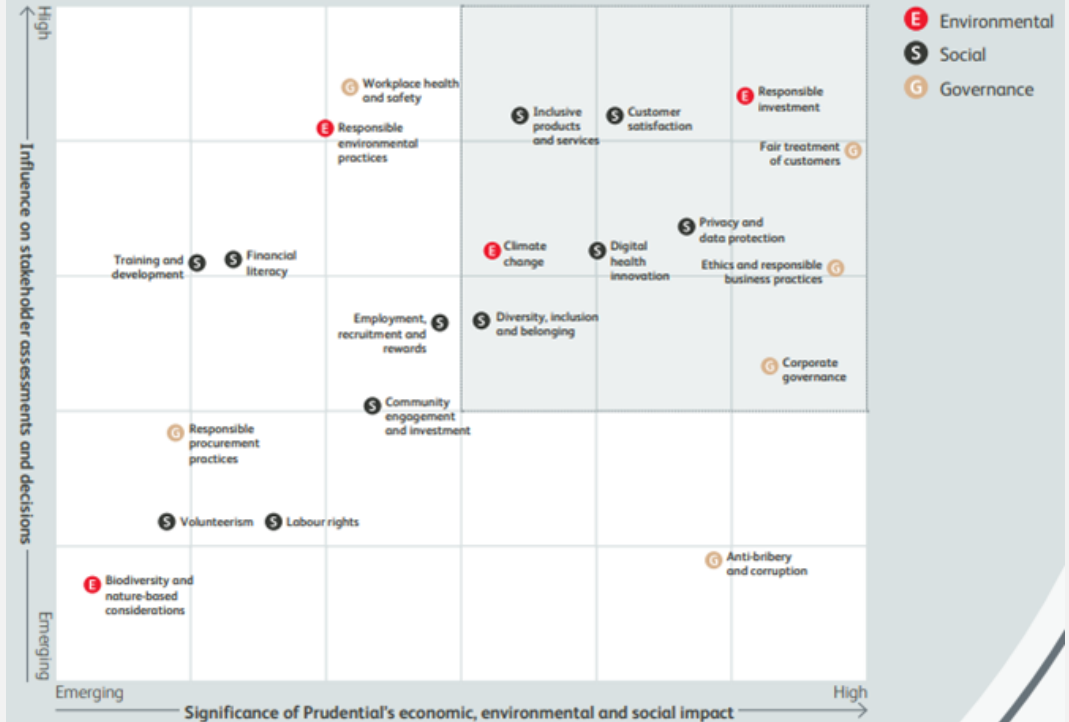 High
E Environmental
S Social
G Governance
G Workplace health
and safety
E Responsible
environmental
practices
S Inclusive
products
and services
S Customer
satisfaction
E Responsible
investment
Fair treatment G
of customers
Influence on stakeholder assessments and decisions
Training and S
development
S Financial
literacy
E Climate
change
S Digital
health
innovation
S Privacy and
data protection
Ethics and responsible G
business practices
Employment, S
recruitment and
rewards
S Diversity, inclusion
and belonging
G Corporate
governance
S Community
engagement
and investment
G Responsible
procurement
practices
S Volunteerism
S Labour rights
E Biodiversity and
nature-based
considerations
G Anti-bribery
and corruption
Emerging
Emerging
High
Significance of Prudential's economic, environmental and social impact